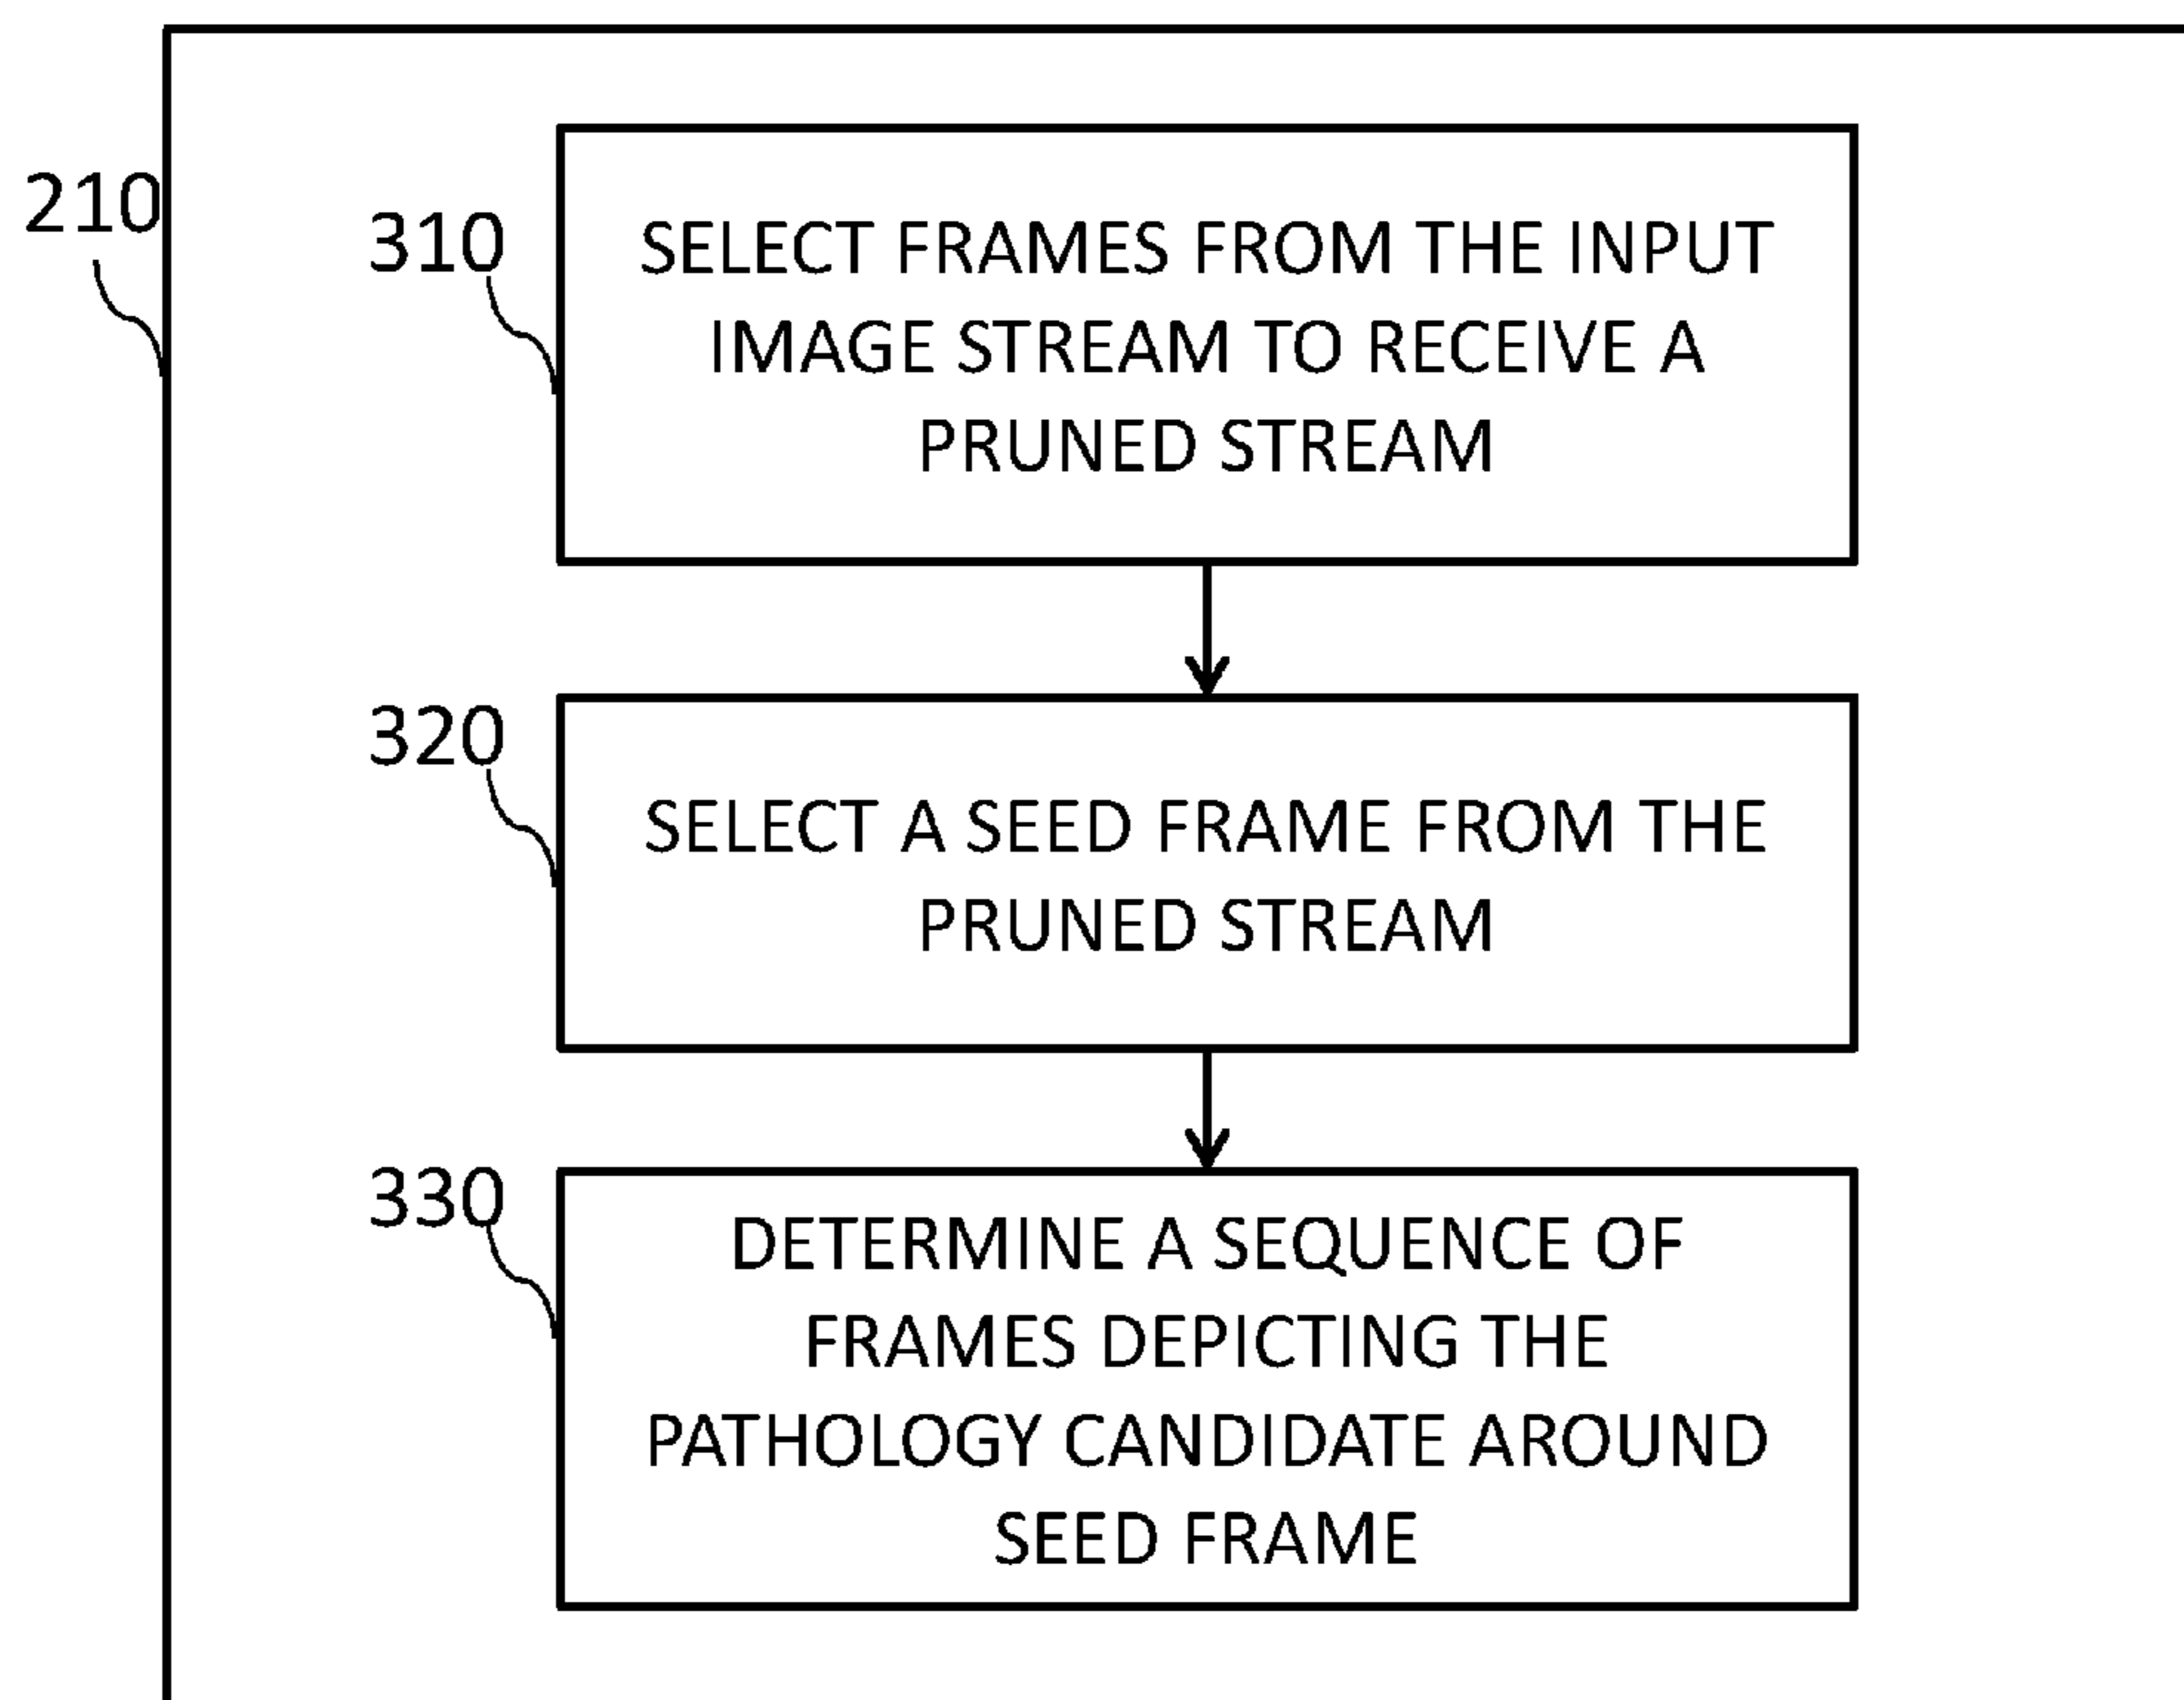 210
310
SELECT FRAMES FROM THE INPUT
IMAGE STREAM TO RECEIVE A
PRUNED STREAM
320
SELECT A SEED FRAME FROM THE
PRUNED STREAM
330
DETERMINE A SEQUENCE OF
FRAMES DEPICTING THE
PATHOLOGY CANDIDATE AROUND
SEED FRAME